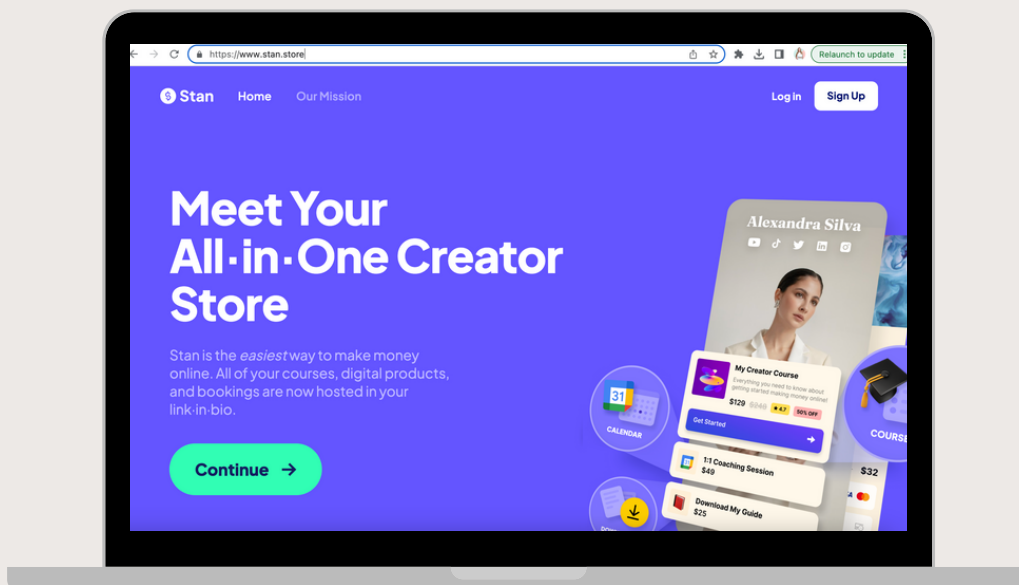 https://www.stan.store
Relaunch to update
Stan
Home
Our Mission
Log in
Sign Up
Meet Your
All·in·One Creator
Store
Stan is the easiest way to make money
online. All of your courses, digital products,
and bookings are now hosted in your
link·in·bio.
Continue
Alexandra Silva
in
My Creator Course
Everything you need to know about
getting started making money online!
$129 $249 4.7 50% OFF
Get Started
31
CALENDAR
COURSE
1:1 Coaching Session
$49
$32
Download My Guide
$25